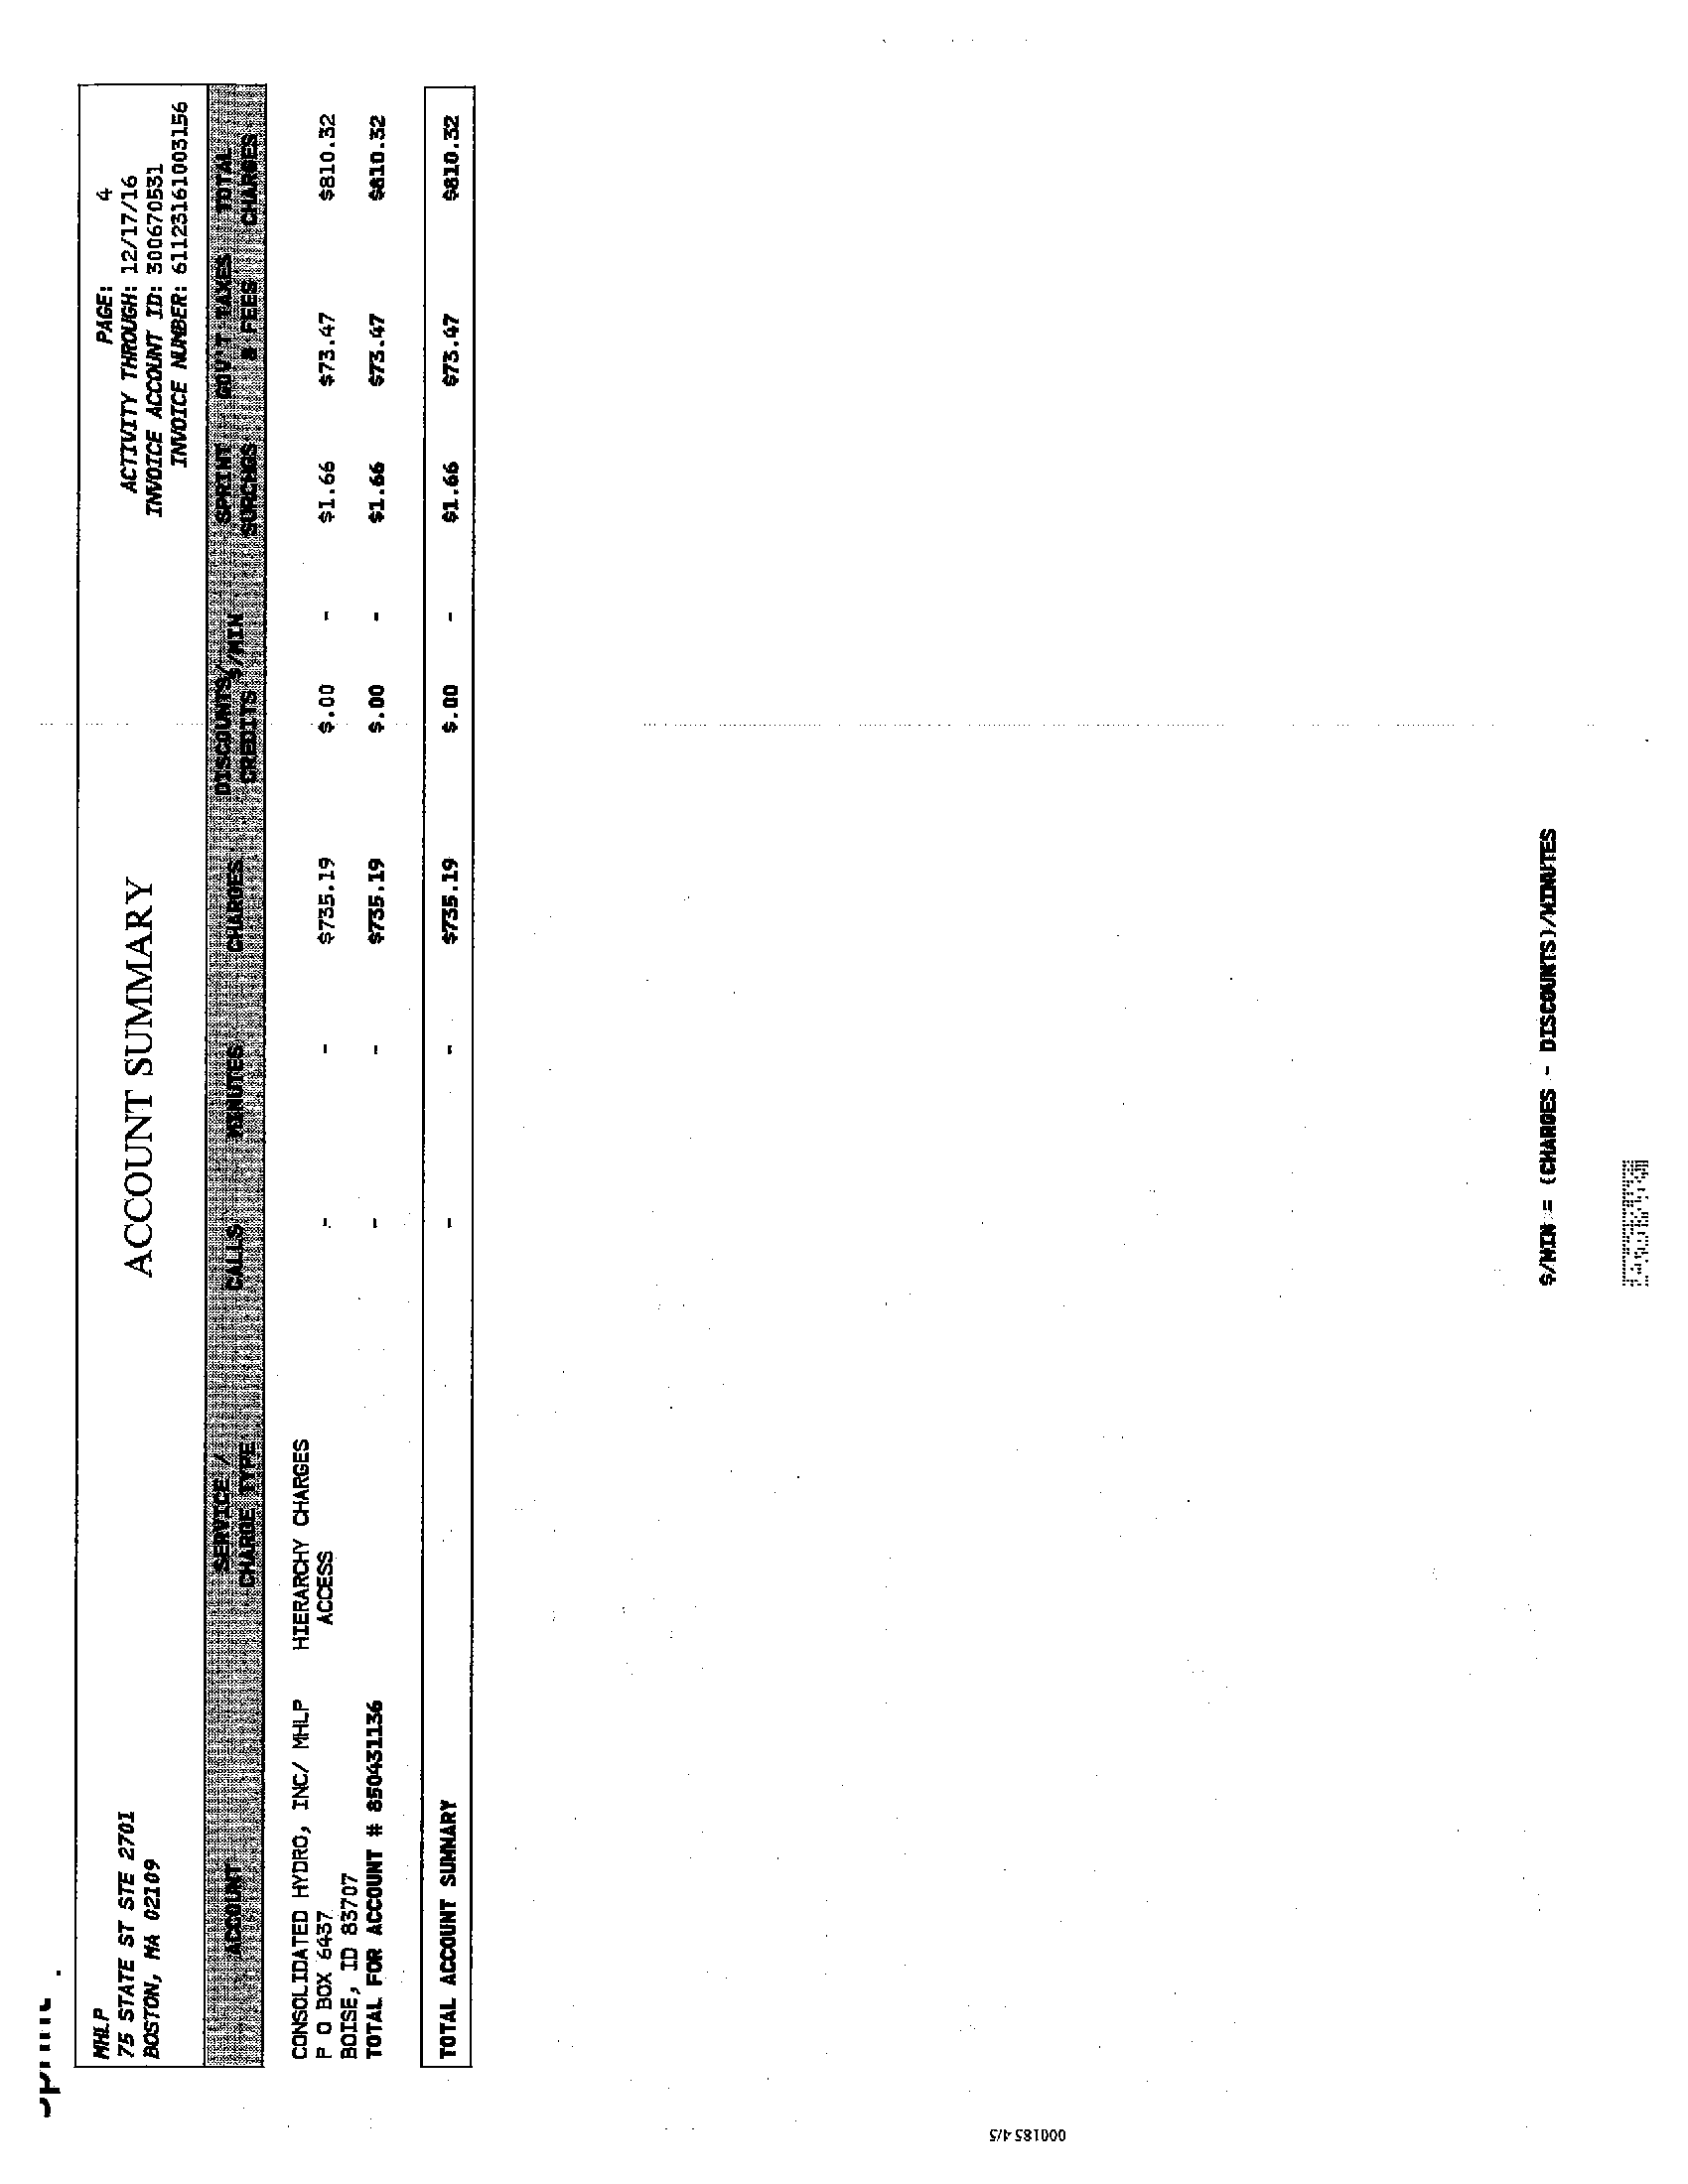 MHLP
75 STATE ST STE 2701
BOSTON, MA 02109
ACCOUNT SUMMARY
PAGE: 4
ACTIVITY THROUGH: 12/17/16
INVOICE ACCOUNT ID: 300670531
INVOICE NUMBER: 61123161003156
ACCOUNT SERVICE / CHARGE TYPE CALLS MINUTES CHARGES DISCOUNTS/ CREDITS $/MIN SPRINT SURCHGS GOV'T TAXES & FEES TOTAL CHARGES
CONSOLIDATED HYDRO, INC/ MHLP HIERARCHY CHARGES
P O BOX 6437 ACCESS - - $735.19 $.00 - $1.66 $73.47 $810.32
BOISE, ID 83707
TOTAL FOR ACCOUNT # 850431136 - - $735.19 $.00 - $1.66 $73.47 $810.32
TOTAL ACCOUNT SUMMARY - - $735.19 $.00 - $1.66 $73.47 $810.32
$/MIN = (CHARGES - DISCOUNTS)/MINUTES
000185 4/5